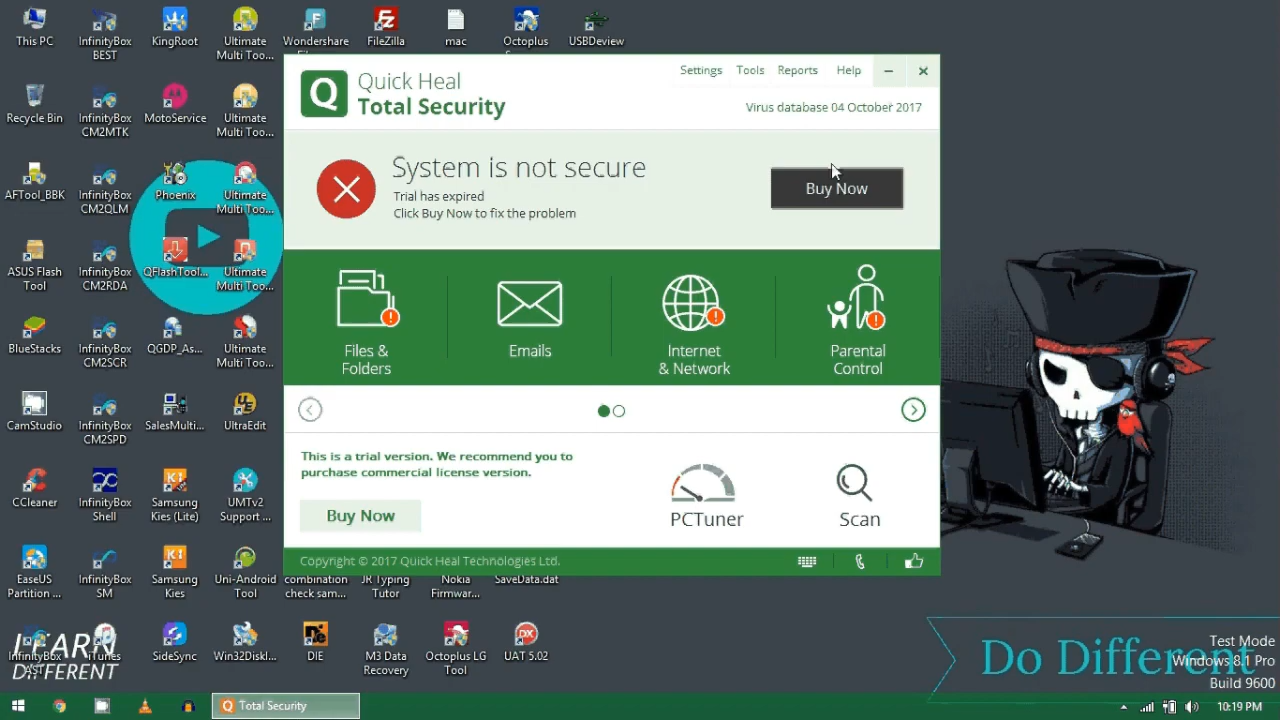 This PC
InfinityBox
BEST
KingRoot
Ultimate
Multi Too...
Wondershare
FileZilla
mac
Octoplus
USBDeview
Quick Heal
Total Security
Settings
Tools
Reports
Help
Virus database 04 October 2017
Recycle Bin
InfinityBox
CM2MTK
MotoService
Ultimate
Multi Too...
System is not secure
Trial has expired
Click Buy Now to fix the problem
Buy Now
AFTool_BBK
InfinityBox
CM2QLM
Phoenix
Ultimate
Multi Too...
ASUS Flash
Tool
InfinityBox
CM2RDA
QFlashTool...
Ultimate
Multi Too...
Files &
Folders
Emails
Internet
& Network
Parental
Control
BlueStacks
InfinityBox
CM2SCR
QGDP_As...
Ultimate
Multi Too...
CamStudio
InfinityBox
CM2SPD
SalesMulti...
UltraEdit
This is a trial version. We recommend you to
purchase commercial license version.
Buy Now
PCTuner
Scan
CCleaner
InfinityBox
Shell
Samsung
Kies (Lite)
UMTv2
Support ...
Copyright © 2017 Quick Heal Technologies Ltd.
EaseUS
Partition ...
InfinityBox
SM
Samsung
Kies
Uni-Android
Tool
combination
check sam...
JR Typing
Tutor
Nokia
Firmwar...
SaveData.dat
LEARN
DIFFERENT
InfinityBox
iTunes
SideSync
Win32Diskl...
DIE
M3 Data
Recovery
Octoplus LG
Tool
UAT 5.02
Do Different
Test Mode
Windows 8.1 Pro
Build 9600
Total Security
10:19 PM